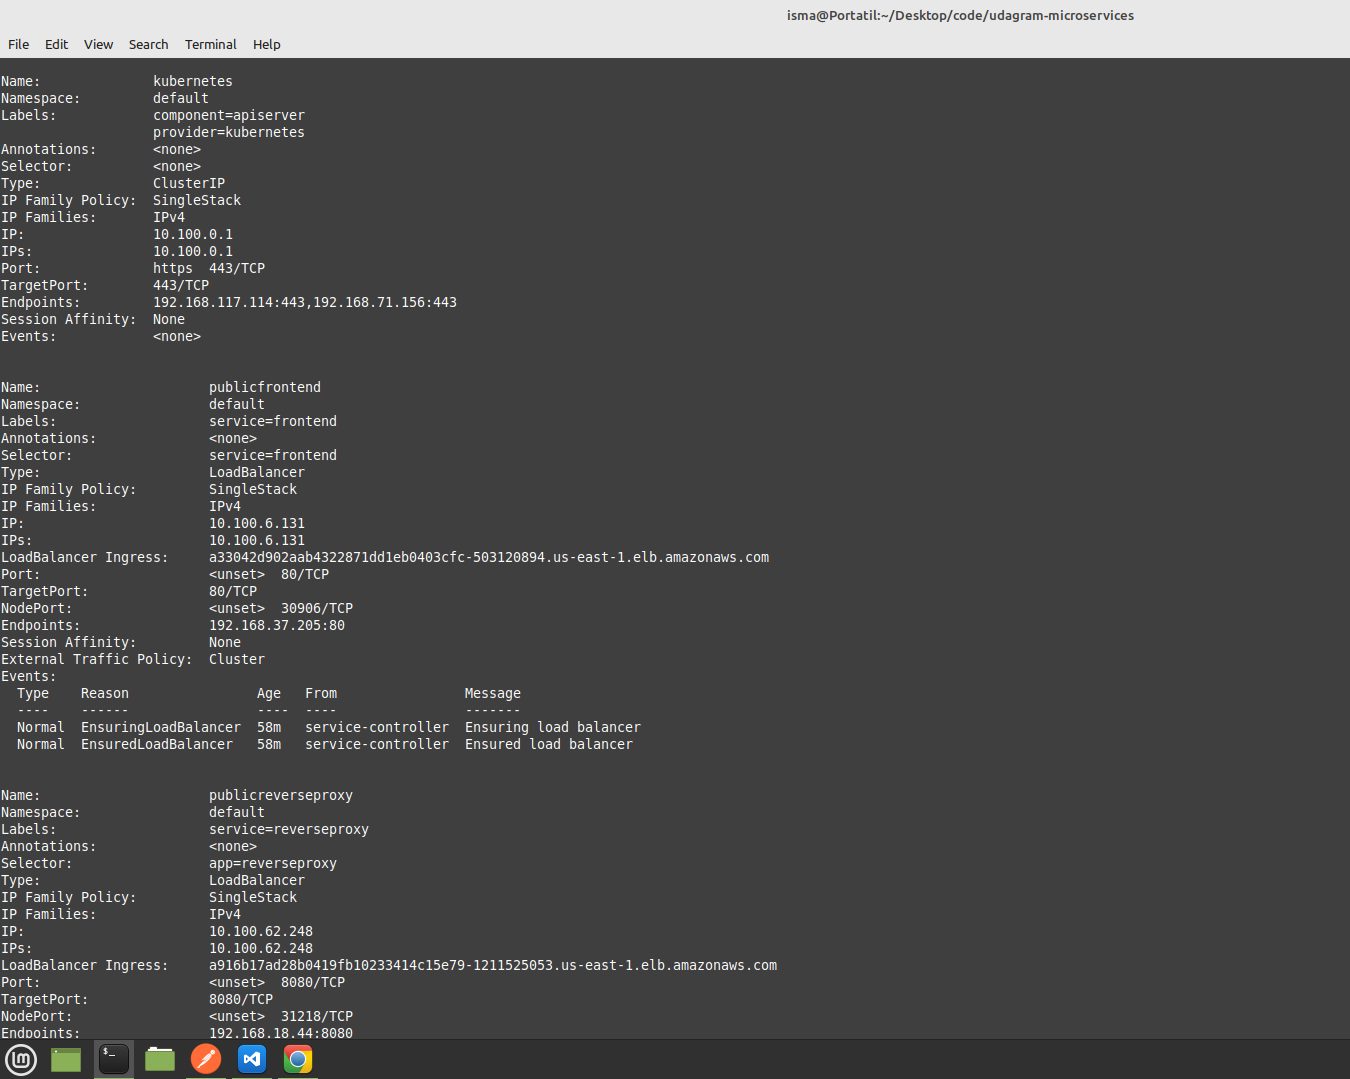 isma@Portatil:~/Desktop/code/udagram-microservices
File Edit View Search Terminal Help
Name:              kubernetes
Namespace:         default
Labels:            component=apiserver
                   provider=kubernetes
Annotations:       <none>
Selector:          <none>
Type:              ClusterIP
IP Family Policy:  SingleStack
IP Families:       IPv4
IP:                10.100.0.1
IPs:               10.100.0.1
Port:              https  443/TCP
TargetPort:        443/TCP
Endpoints:         192.168.117.114:443,192.168.71.156:443
Session Affinity:  None
Events:            <none>
Name:                     publicfrontend
Namespace:                default
Labels:                   service=frontend
Annotations:              <none>
Selector:                 service=frontend
Type:                     LoadBalancer
IP Family Policy:         SingleStack
IP Families:              IPv4
IP:                       10.100.6.131
IPs:                      10.100.6.131
LoadBalancer Ingress:     a33042d902aab4322871dd1eb0403cfc-503120894.us-east-1.elb.amazonaws.com
Port:                     <unset>  80/TCP
TargetPort:               80/TCP
NodePort:                 <unset>  30906/TCP
Endpoints:                192.168.37.205:80
Session Affinity:         None
External Traffic Policy:  Cluster
Events:
  Type    Reason                Age   From                Message
  ----    ------                ----  ----                -------
  Normal  EnsuringLoadBalancer  58m   service-controller  Ensuring load balancer
  Normal  EnsuredLoadBalancer   58m   service-controller  Ensured load balancer
Name:                     publicreverseproxy
Namespace:                default
Labels:                   service=reverseproxy
Annotations:              <none>
Selector:                 app=reverseproxy
Type:                     LoadBalancer
IP Family Policy:         SingleStack
IP Families:              IPv4
IP:                       10.100.62.248
IPs:                      10.100.62.248
LoadBalancer Ingress:     a916b17ad28b0419fb10233414c15e79-1211525053.us-east-1.elb.amazonaws.com
Port:                     <unset>  8080/TCP
TargetPort:               8080/TCP
NodePort:                 <unset>  31218/TCP
Endpoints:                192.168.18.44:8080